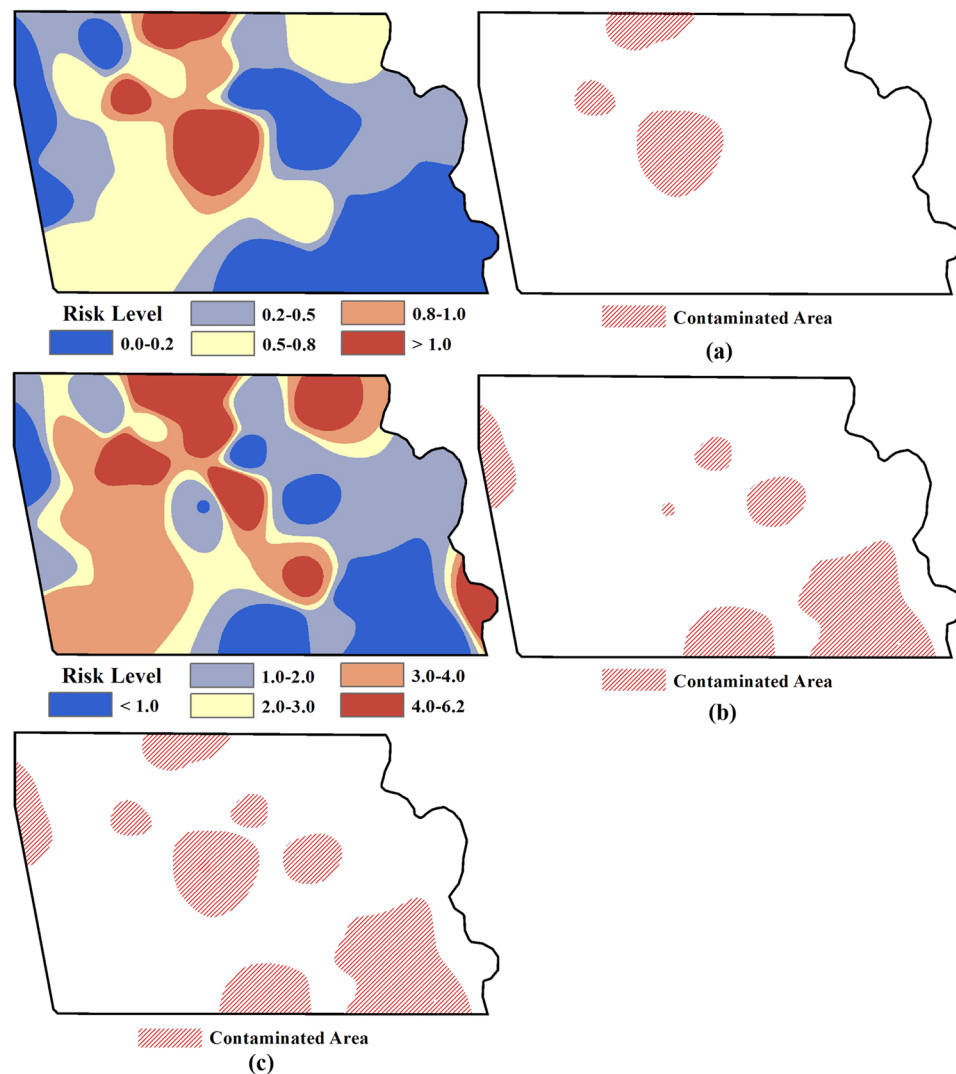 Risk Level
0.2-0.5
0.8-1.0
0.0-0.2
0.5-0.8
> 1.0
Contaminated Area
(a)
Risk Level
1.0-2.0
3.0-4.0
< 1.0
2.0-3.0
4.0-6.2
Contaminated Area
(b)
Contaminated Area
(c)